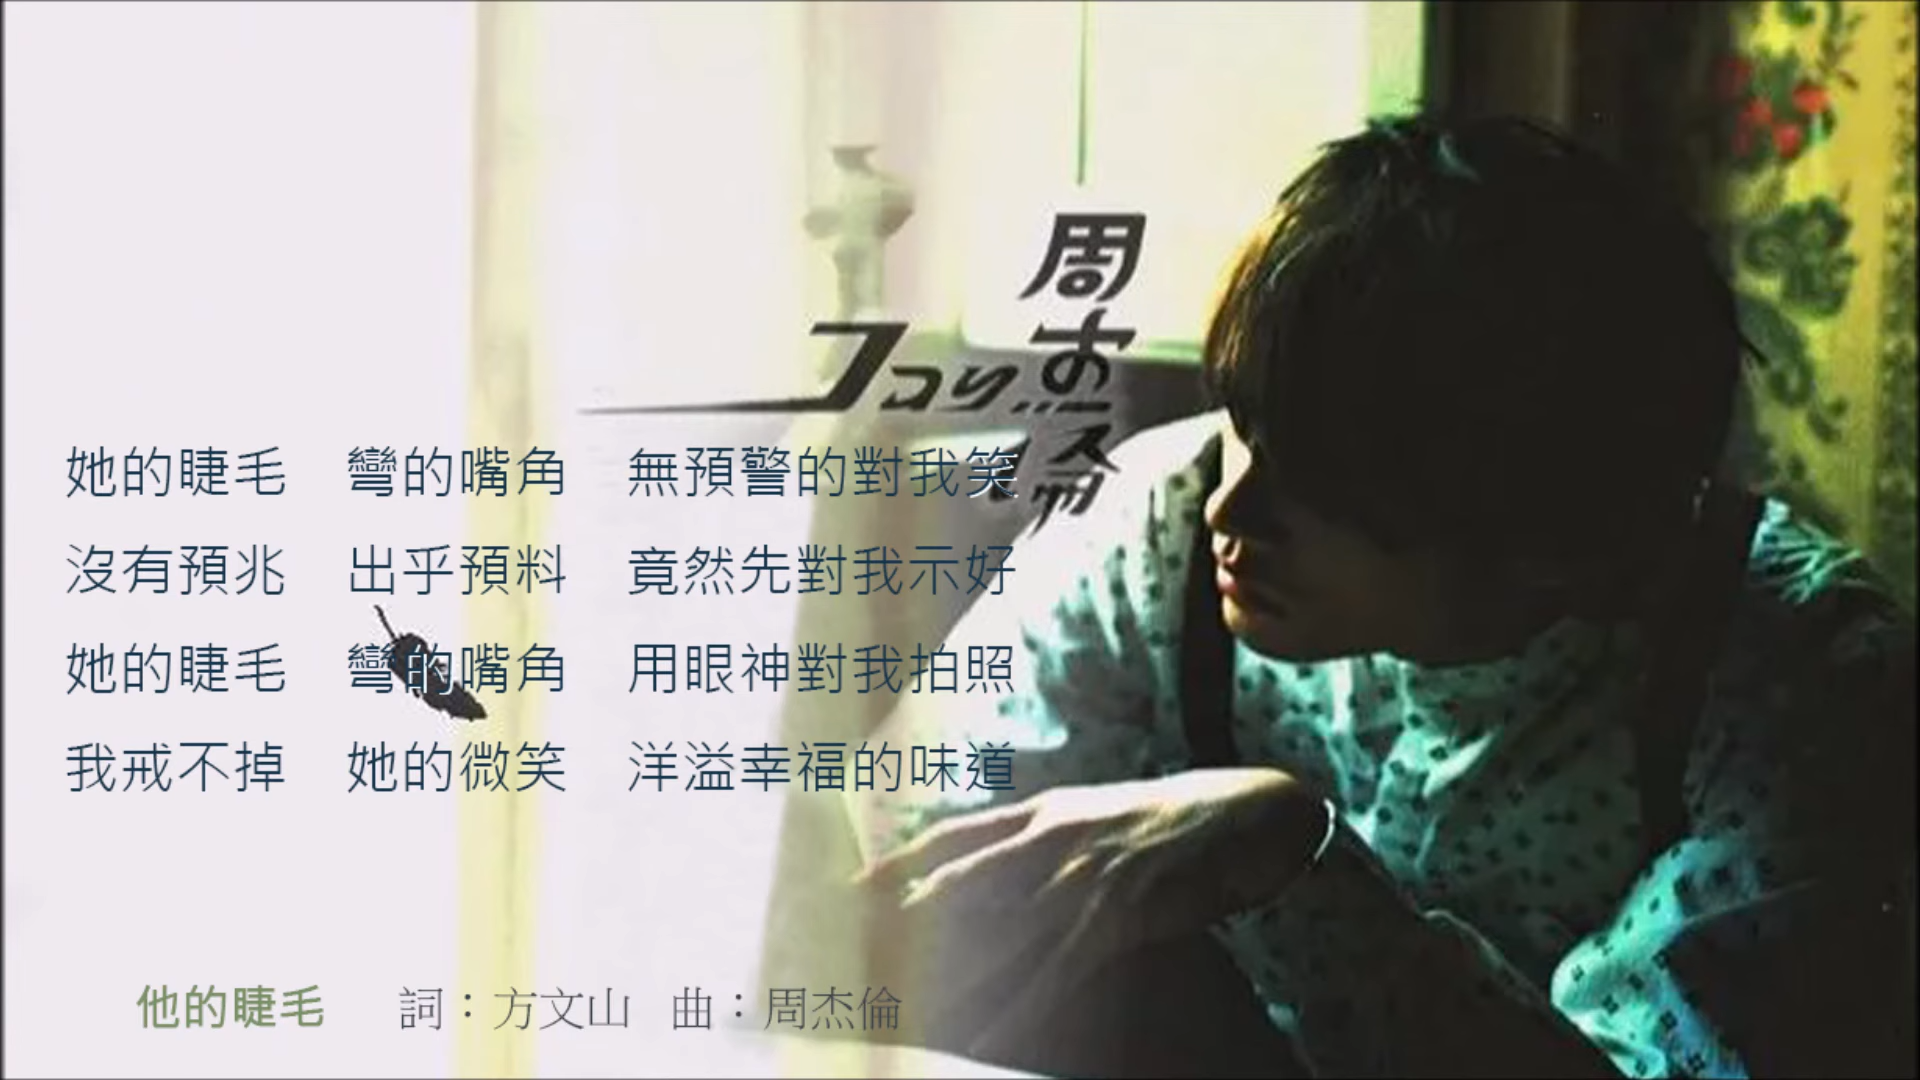 周杰倫
她的睫毛　彎的嘴角　無預警的對我笑
沒有預兆　出乎預料　竟然先對我示好
她的睫毛　彎的嘴角　用眼神對我拍照
我戒不掉　她的微笑　洋溢幸福的味道
他的睫毛　詞：方文山　曲：周杰倫